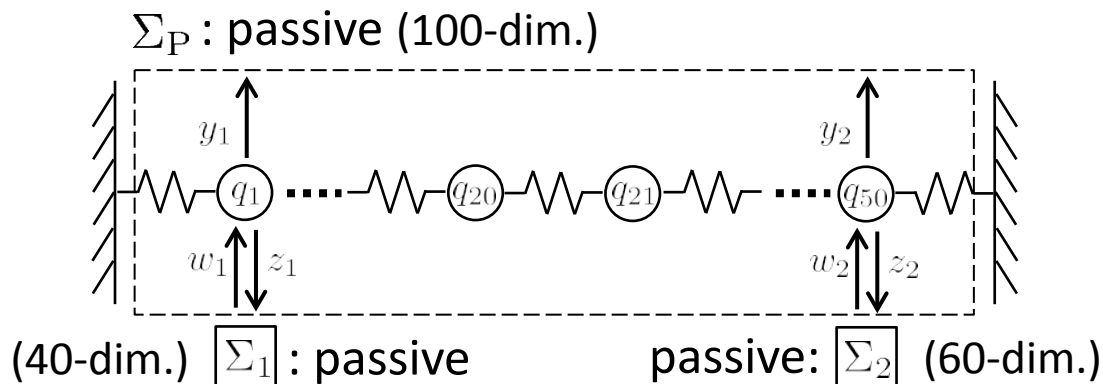 Σ_P : passive (100-dim.)
y_1 y_2
q_1 q_20 q_21 q_50
w_1 z_1 w_2 z_2
(40-dim.) Σ_1 : passive passive: Σ_2 (60-dim.)